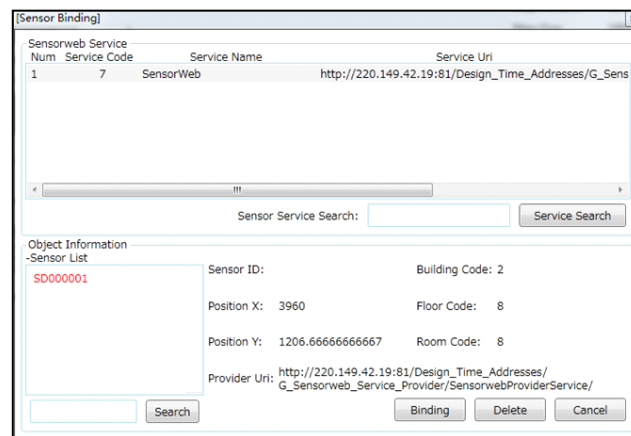 [Sensor Binding]
Sensorweb Service
Num Service Code Service Name Service Uri
1 7 SensorWeb http://220.149.42.19:81/Design_Time_Addresses/G_Sens
Sensor Service Search: Service Search
Object Information
-Sensor List
SD000001
Sensor ID: Building Code: 2
Position X: 3960 Floor Code: 8
Position Y: 1206.66666666667 Room Code: 8
Provider Uri: http://220.149.42.19:81/Design_Time_Addresses/
G_Sensorweb_Service_Provider/SensorwebProviderService/
Search Binding Delete Cancel